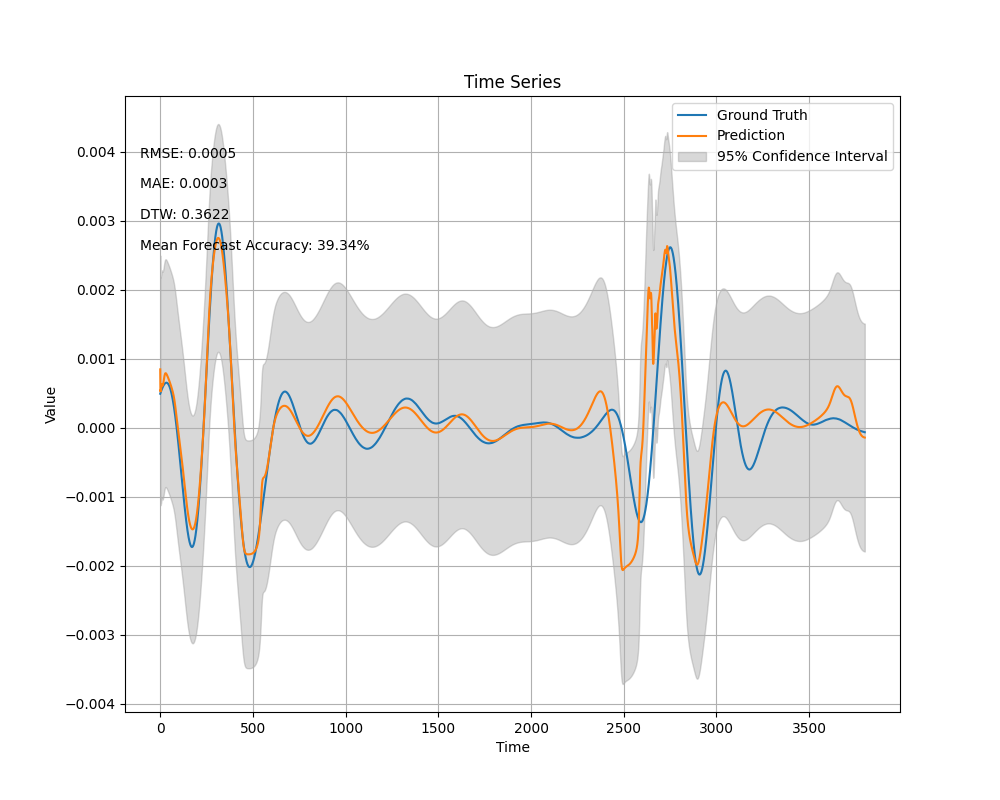 Time Series
Ground Truth
Prediction
95% Confidence Interval
RMSE: 0.0005
MAE: 0.0003
DTW: 0.3622
Mean Forecast Accuracy: 39.34%
Value
0.004
0.003
0.002
0.001
0.000
−0.001
−0.002
−0.003
−0.004
0 500 1000 1500 2000 2500 3000 3500
Time